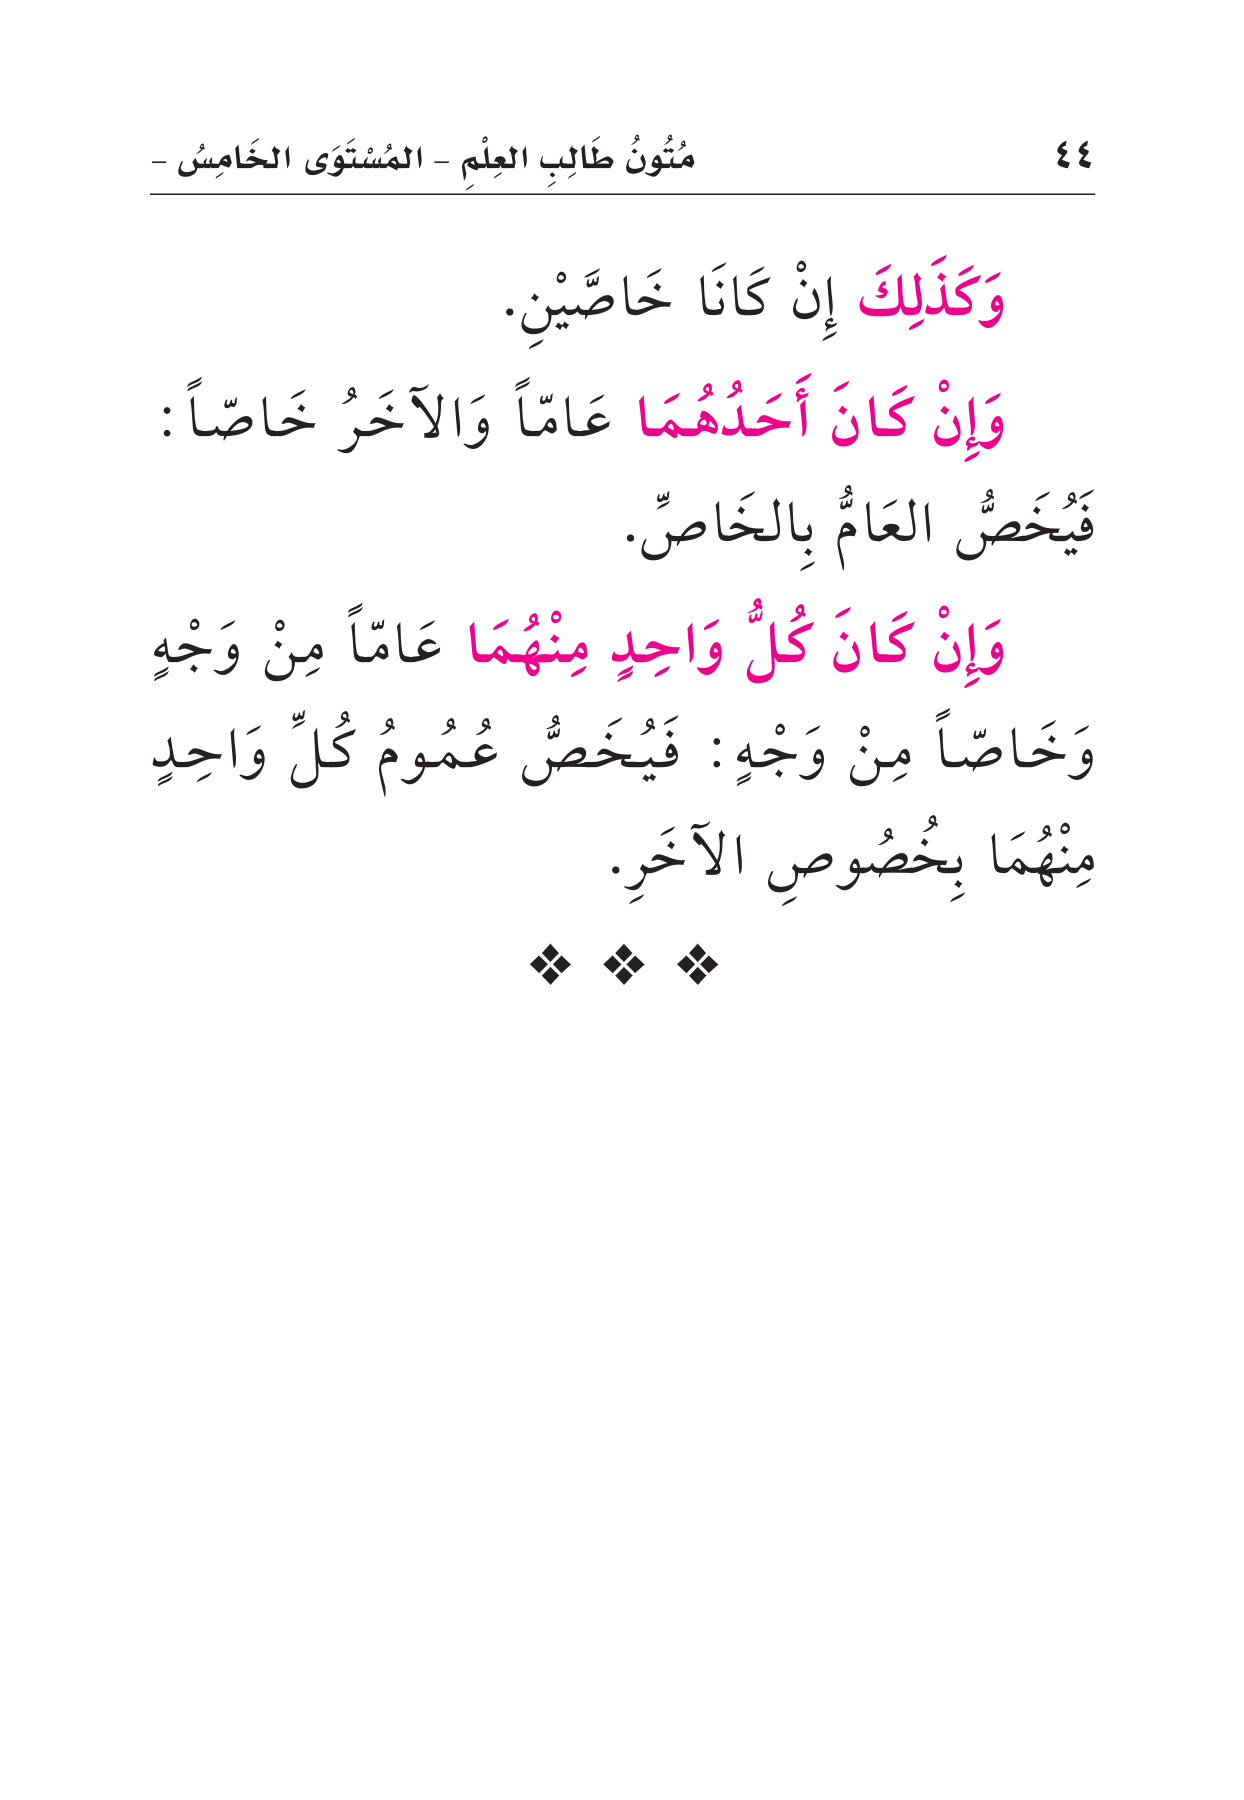 ٤٤
مُتُونُ طَالِبِ العِلْمِ – المُسْتَوَى الخَامِسُ –
وَكَذَلِكَ إِنْ كَانَا خَاصَّيْنِ.
وَإِنْ كَانَ أَحَدُهُمَا عَامّاً وَالآخَرُ خَاصّاً:
فَيُخَصُّ العَامُّ بِالخَاصِّ.
وَإِنْ كَانَ كُلُّ وَاحِدٍ مِنْهُمَا عَامّاً مِنْ وَجْهٍ
وَخَاصّاً مِنْ وَجْهٍ: فَيُخَصُّ عُمُومُ كُلِّ وَاحِدٍ
مِنْهُمَا بِخُصُوصِ الآخَرِ.